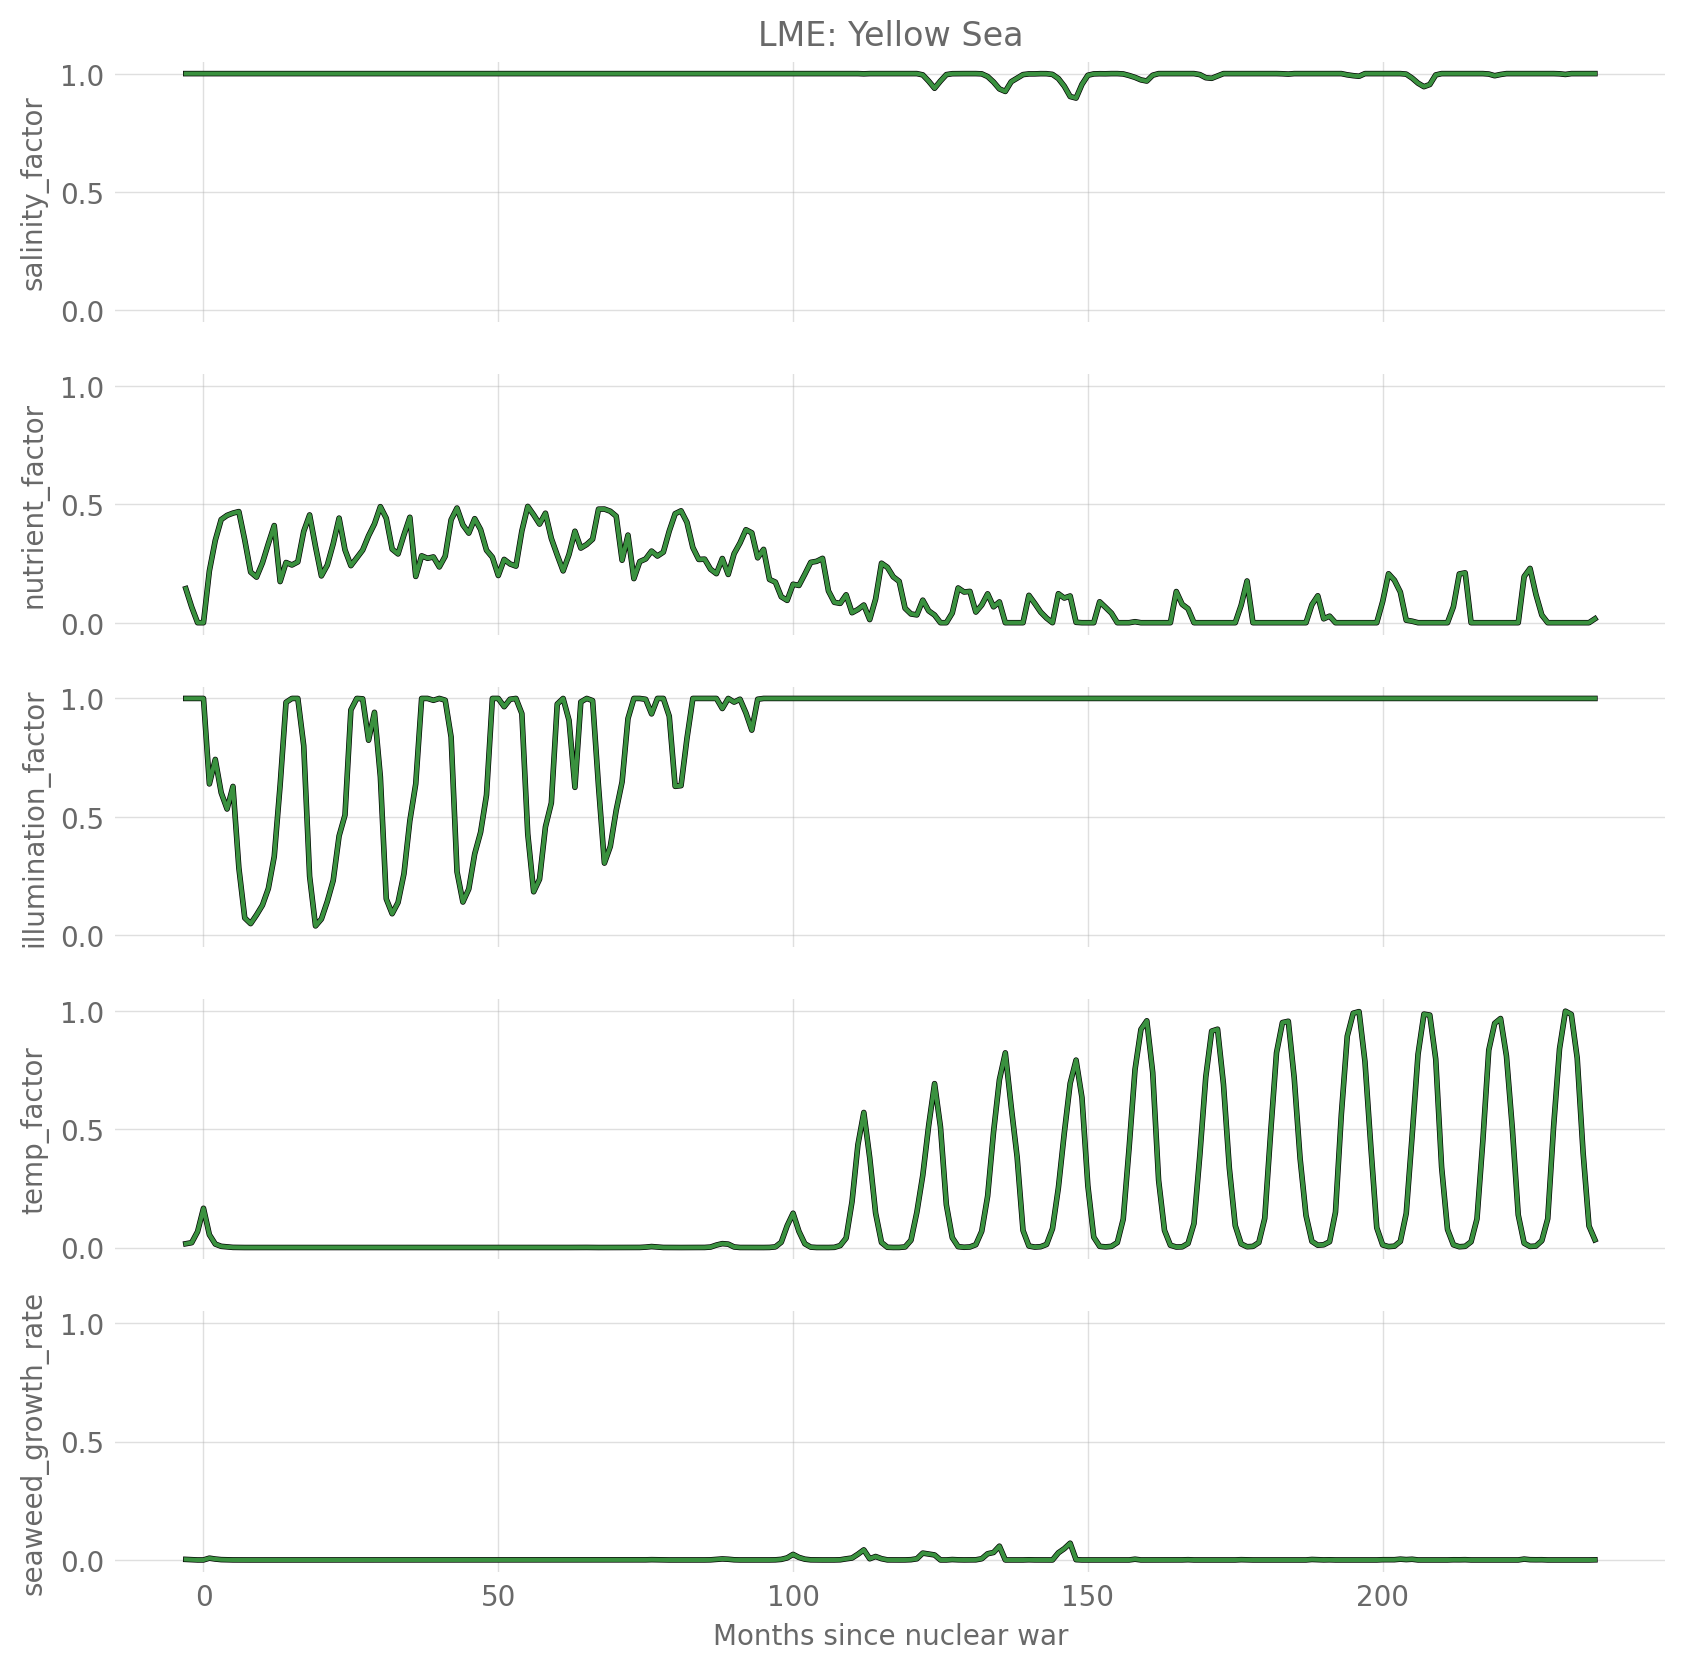 LME: Yellow Sea
salinity_factor
1.0
0.5
0.0
nutrient_factor
1.0
0.5
0.0
illumination_factor
1.0
0.5
0.0
temp_factor
1.0
0.5
0.0
seaweed_growth_rate
1.0
0.5
0.0
0 50 100 150 200
Months since nuclear war